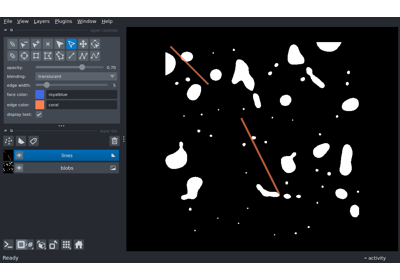 File View Layers Plugins Window Help
opacity: 0.70
blending: translucent
edge width: 5
face color: royalblue
edge color: coral
display text:
lines
blobs
Ready activity